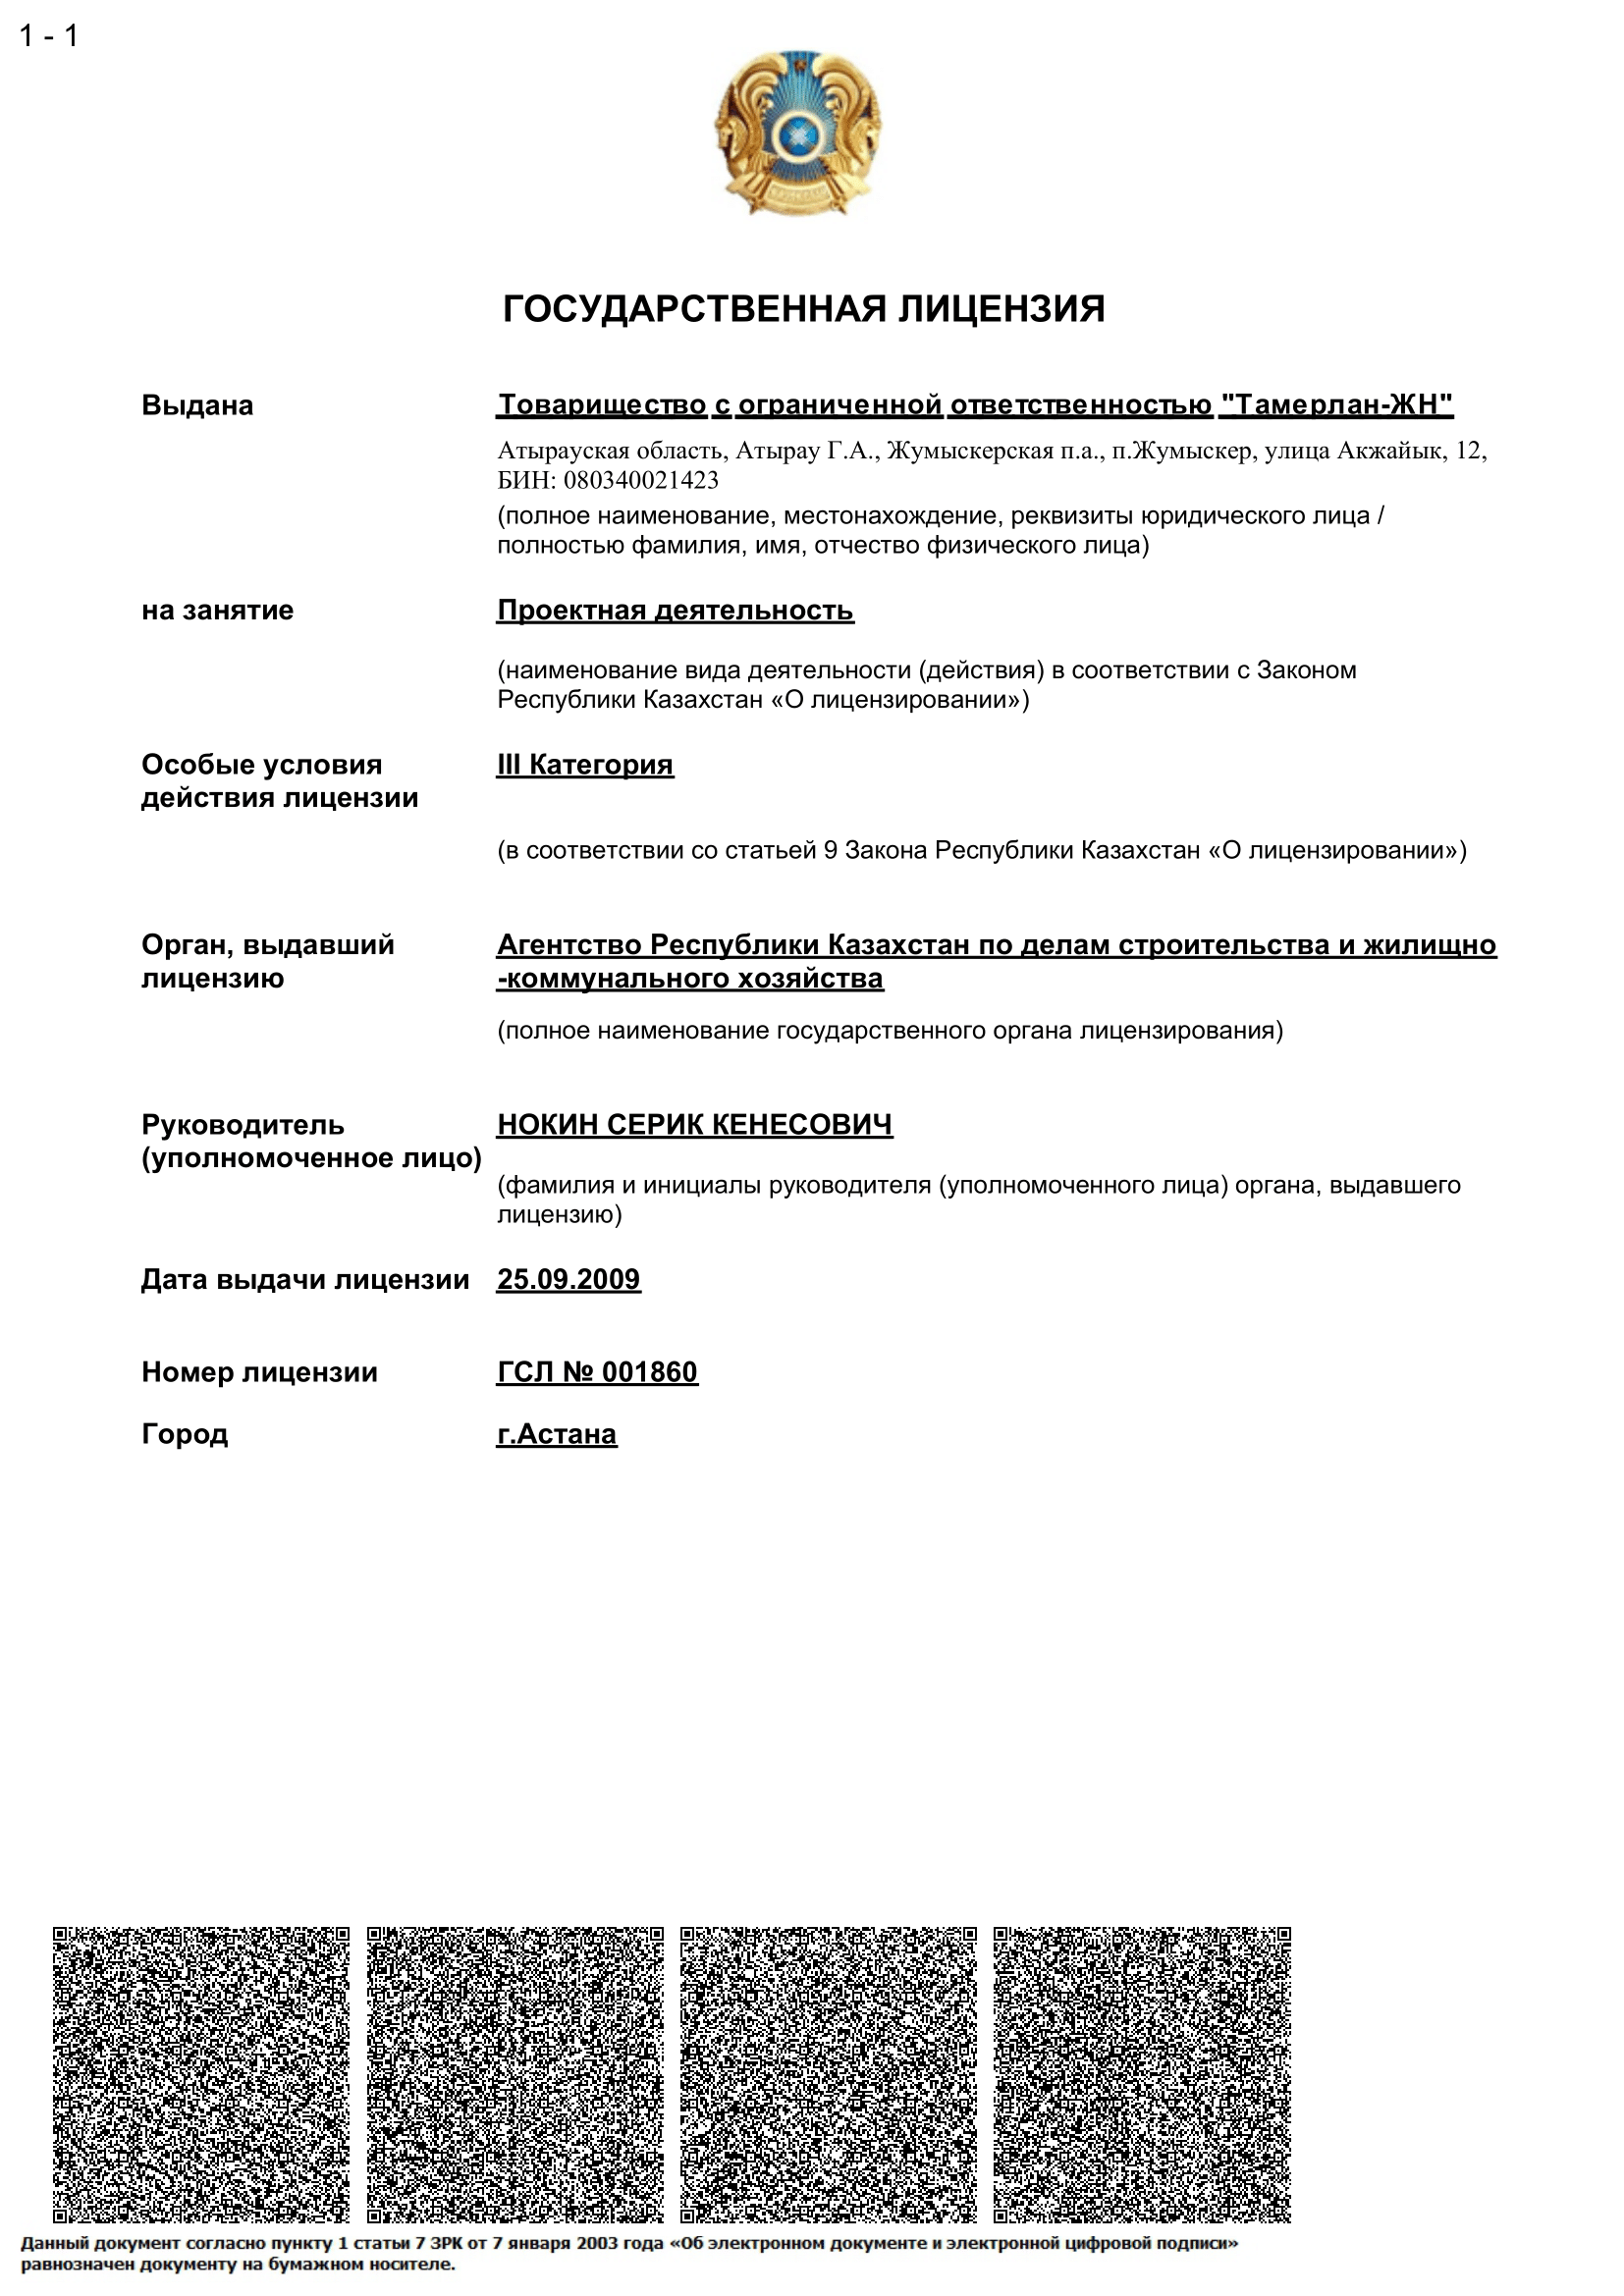 1 - 1
ГОСУДАРСТВЕННАЯ ЛИЦЕНЗИЯ
Выдана
Товарищество с ограниченной ответственностью "Тамерлан-ЖН"
Атырауская область, Атырау Г.А., Жумыскерская п.а., п.Жумыскер, улица Акжайык, 12,
БИН: 080340021423
(полное наименование, местонахождение, реквизиты юридического лица /
полностью фамилия, имя, отчество физического лица)
на занятие
Проектная деятельность
(наименование вида деятельности (действия) в соответствии с Законом
Республики Казахстан «О лицензировании»)
Особые условия
действия лицензии
III Категория
(в соответствии со статьей 9 Закона Республики Казахстан «О лицензировании»)
Орган, выдавший
лицензию
Агентство Республики Казахстан по делам строительства и жилищно
-коммунального хозяйства
(полное наименование государственного органа лицензирования)
Руководитель
(уполномоченное лицо)
НОКИН СЕРИК КЕНЕСОВИЧ
(фамилия и инициалы руководителя (уполномоченного лица) органа, выдавшего
лицензию)
Дата выдачи лицензии
25.09.2009
Номер лицензии
ГСЛ № 001860
Город
г.Астана
Данный документ согласно пункту 1 статьи 7 ЗРК от 7 января 2003 года «Об электронном документе и электронной цифровой подписи»
равнозначен документу на бумажном носителе.